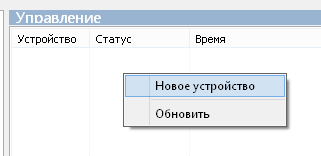 Управление
Устройство Статус Время
Новое устройство
Обновить